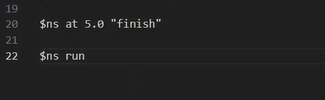 19
20 $ns at 5.0 "finish"
21
22 $ns run